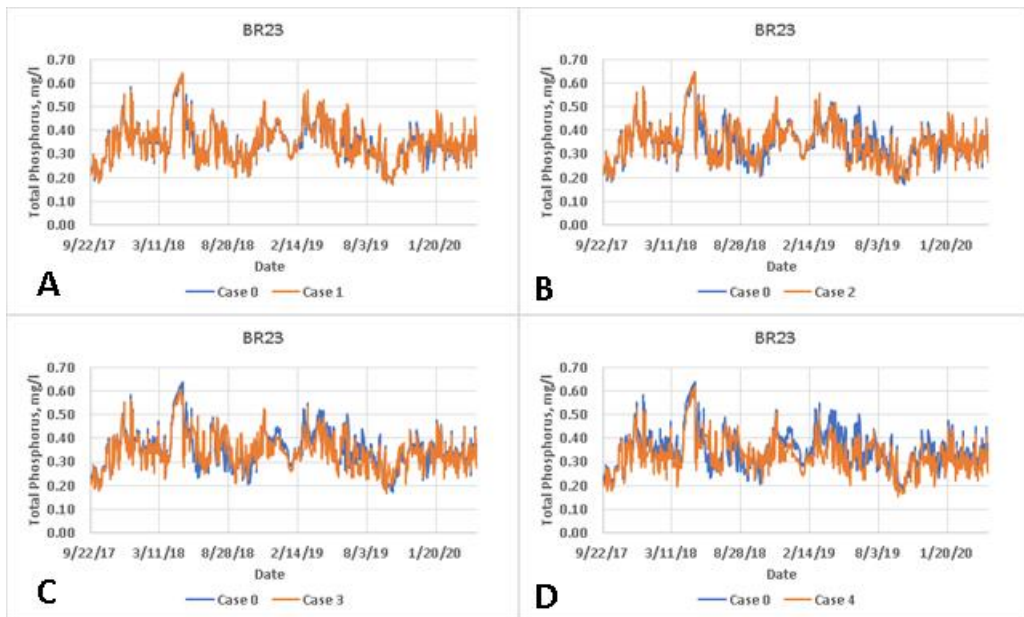 BR23
Total Phosphorus, mg/l
0.70
0.60
0.50
0.40
0.30
0.20
0.10
0.00
9/22/17 3/11/18 8/28/18 2/14/19 8/3/19 1/20/20
Date
A
Case 0 Case 1
BR23
Total Phosphorus, mg/l
0.70
0.60
0.50
0.40
0.30
0.20
0.10
0.00
9/22/17 3/11/18 8/28/18 2/14/19 8/3/19 1/20/20
Date
B
Case 0 Case 2
BR23
Total Phosphorus, mg/l
0.70
0.60
0.50
0.40
0.30
0.20
0.10
0.00
9/22/17 3/11/18 8/28/18 2/14/19 8/3/19 1/20/20
Date
C
Case 0 Case 3
BR23
Total Phosphorus, mg/l
0.70
0.60
0.50
0.40
0.30
0.20
0.10
0.00
9/22/17 3/11/18 8/28/18 2/14/19 8/3/19 1/20/20
Date
D
Case 0 Case 4